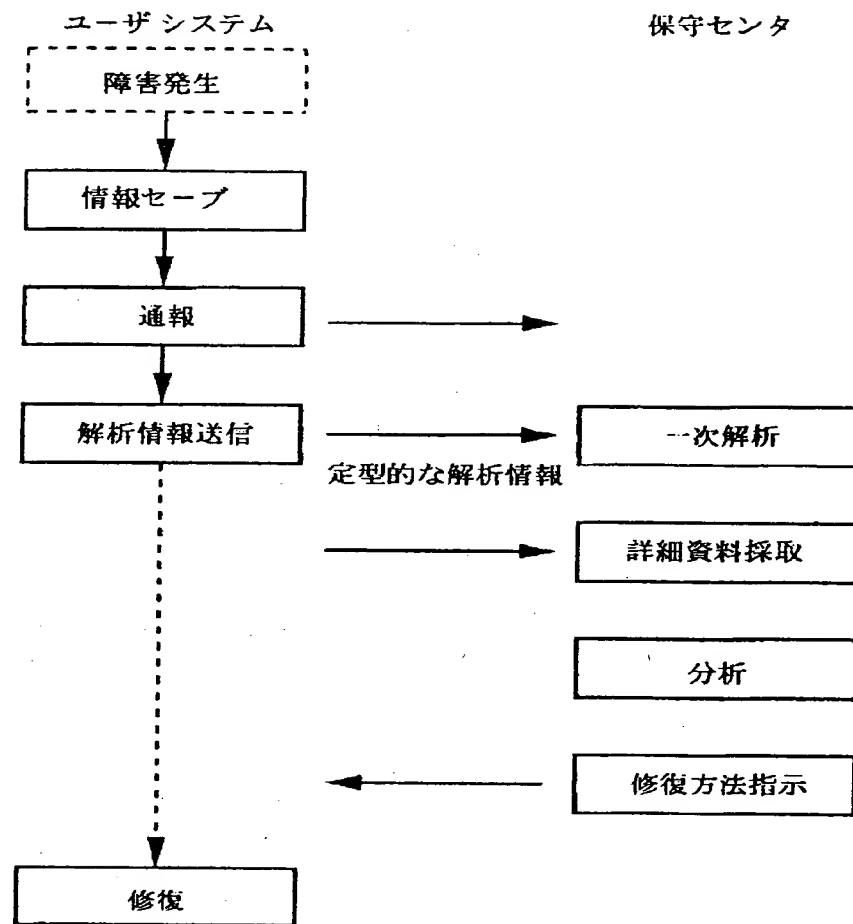 ユーザ システム
保守センタ
障害発生
情報セーブ
通報
解析情報送信
一次解析
定型的な解析情報
詳細資料採取
分析
修復方法指示
修復